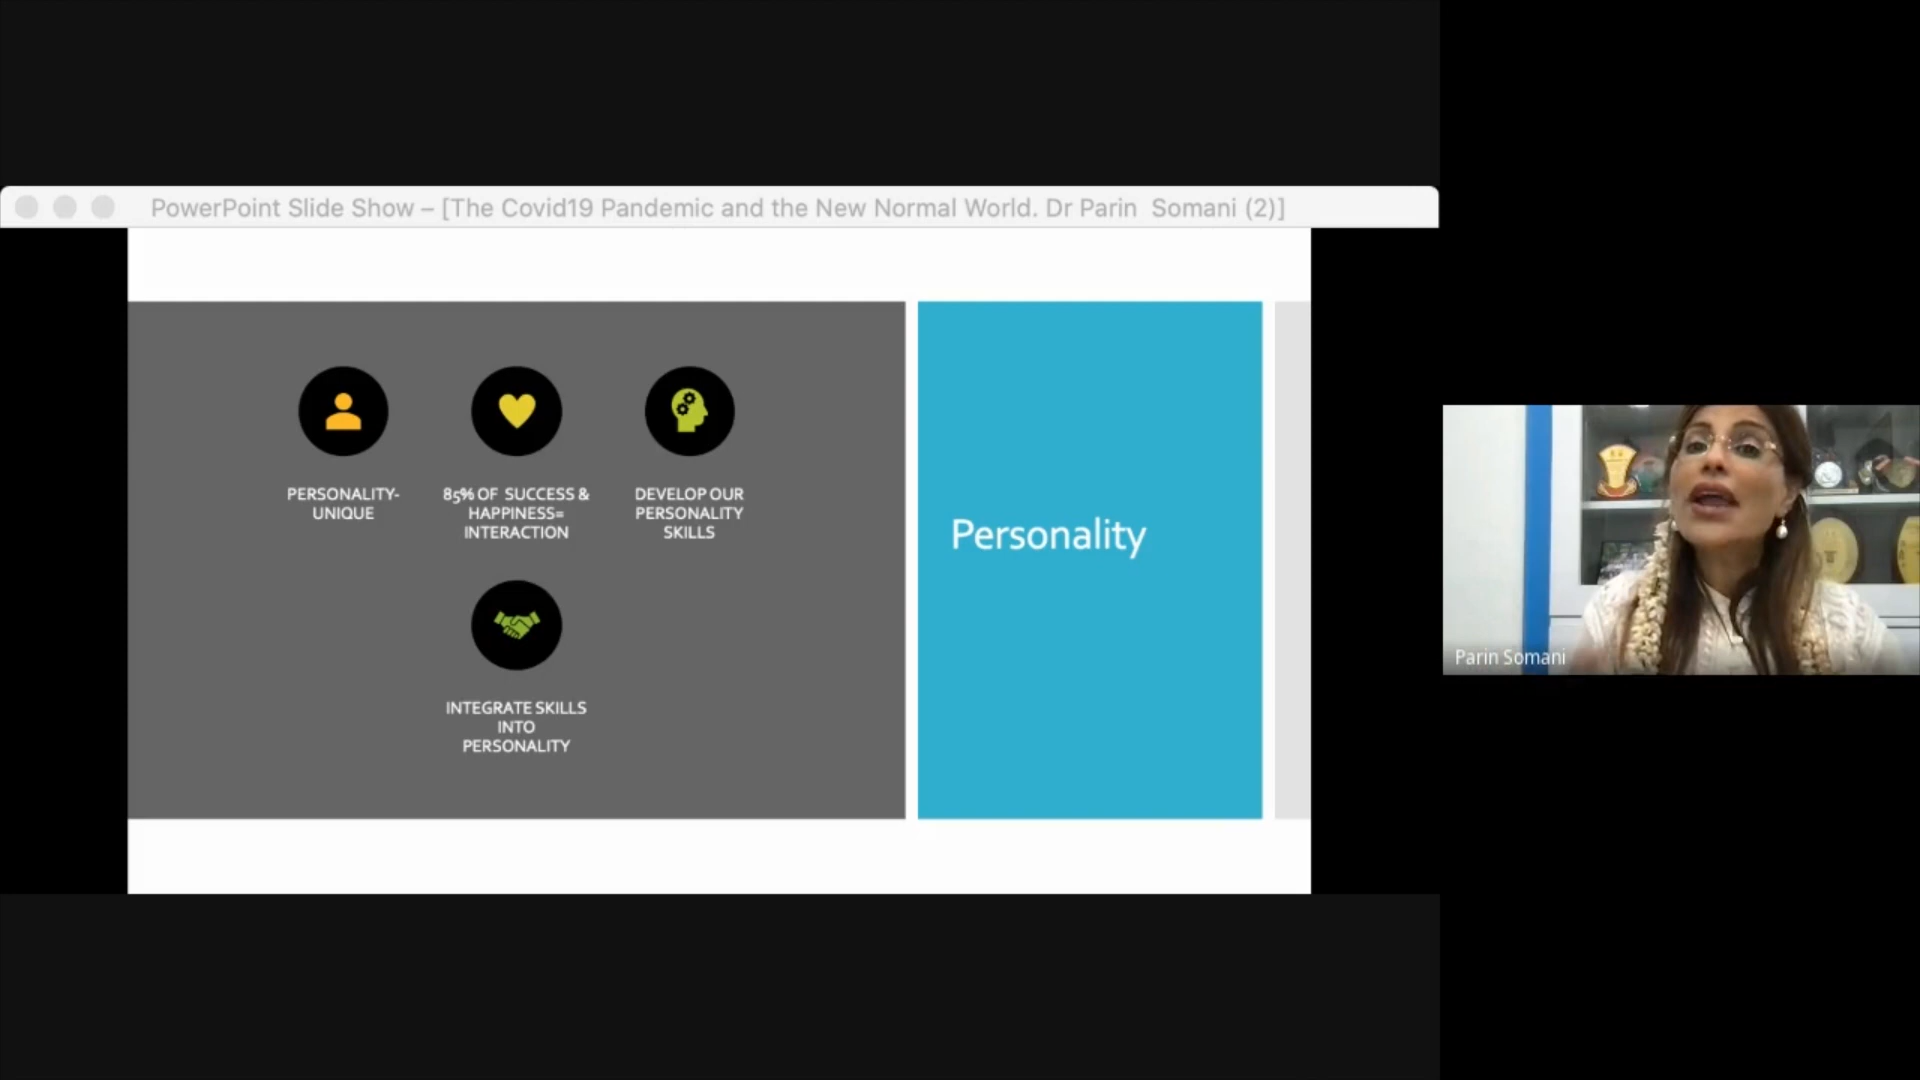 PowerPoint Slide Show – [The Covid19 Pandemic and the New Normal World. Dr Parin  Somani (2)]
PERSONALITY-
UNIQUE
85% OF  SUCCESS &
HAPPINESS=
INTERACTION
DEVELOP OUR
PERSONALITY
SKILLS
INTEGRATE SKILLS
INTO
PERSONALITY
Personality
Parin Somani